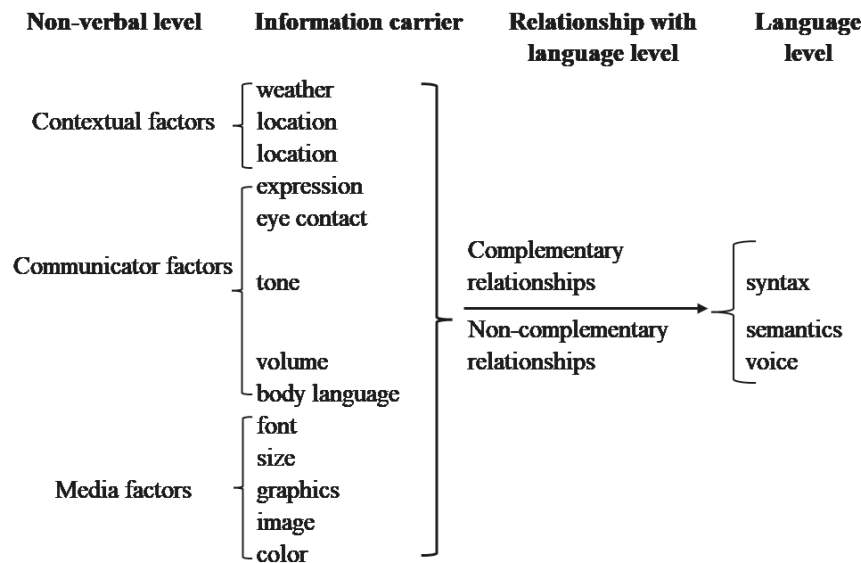 Non-verbal level Information carrier Relationship with language level Language level
Contextual factors
weather
location
location
Communicator factors
expression
eye contact
tone
volume
body language
Media factors
font
size
graphics
image
color
Complementary
relationships
Non-complementary
relationships
syntax
semantics
voice